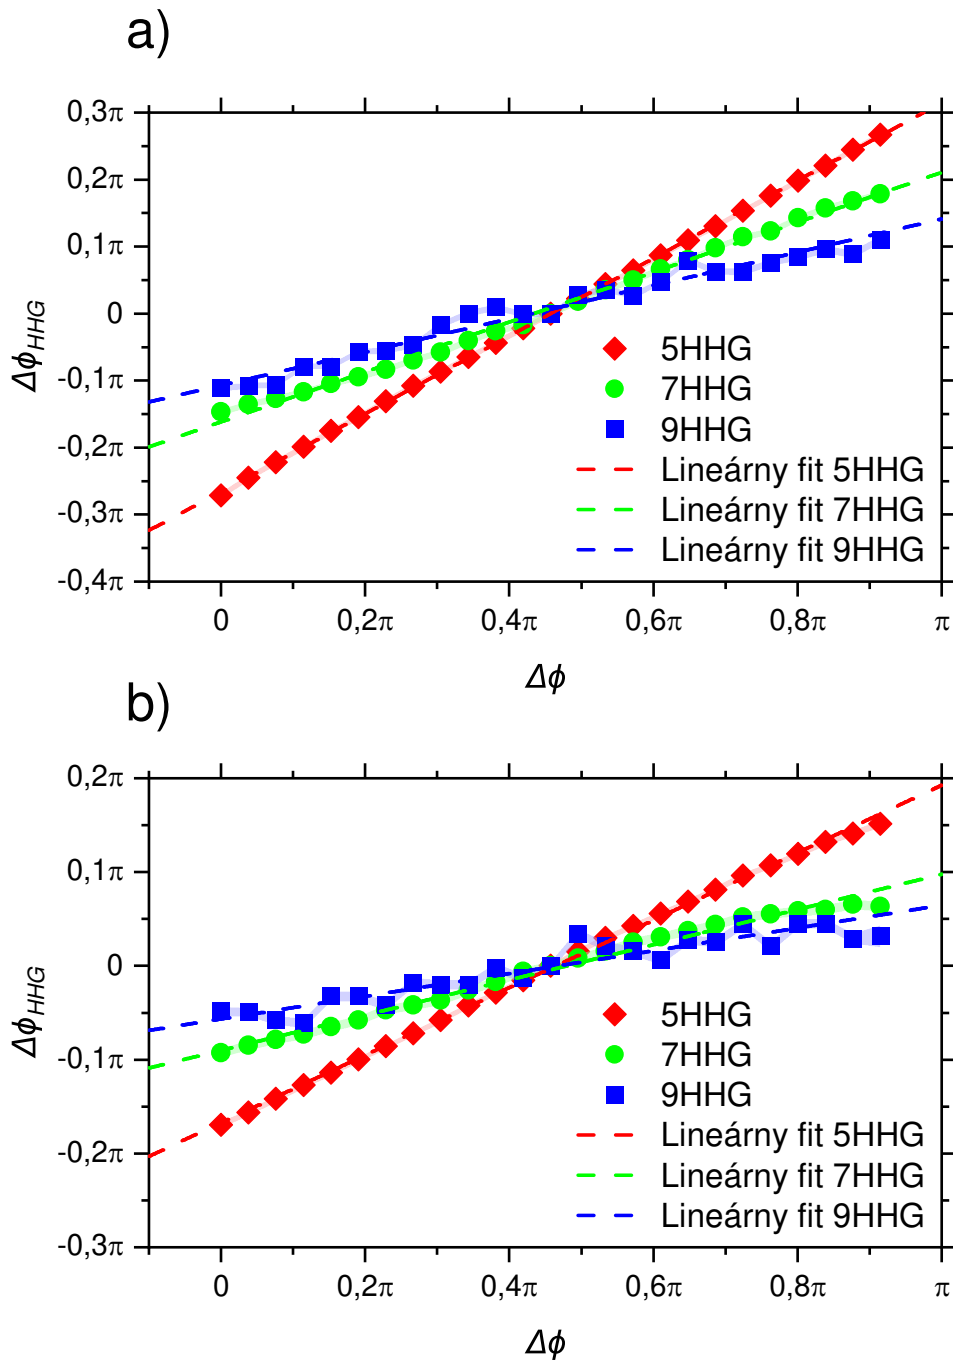 a)
0,3π
0,2π
0,1π
0
-0,1π
-0,2π
-0,3π
-0,4π
Δϕ_HHG
5HHG
7HHG
9HHG
Lineárny fit 5HHG
Lineárny fit 7HHG
Lineárny fit 9HHG
0 0,2π 0,4π 0,6π 0,8π π
Δϕ
b)
0,2π
0,1π
0
-0,1π
-0,2π
-0,3π
Δϕ_HHG
5HHG
7HHG
9HHG
Lineárny fit 5HHG
Lineárny fit 7HHG
Lineárny fit 9HHG
0 0,2π 0,4π 0,6π 0,8π π
Δϕ